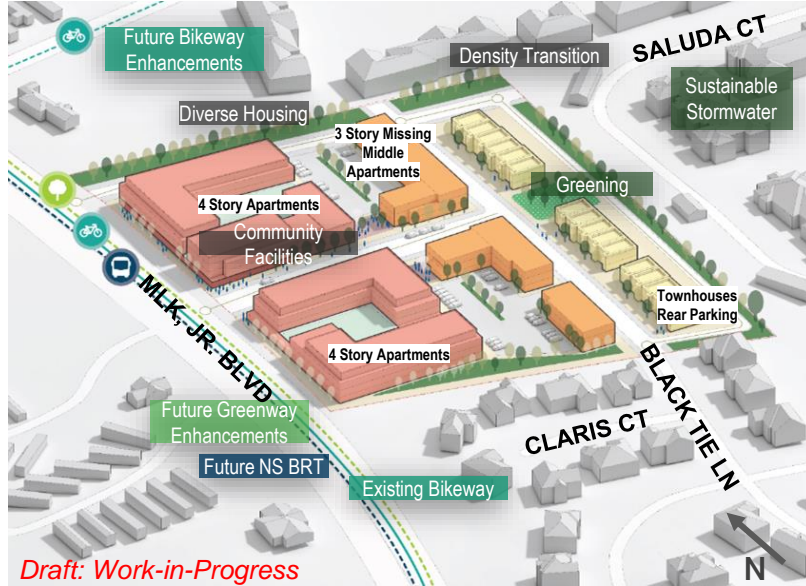 Future Bikeway
Enhancements
Density Transition
SALUDA CT
Sustainable
Stormwater
Diverse Housing
3 Story Missing
Middle
Apartments
4 Story Apartments
Greening
Community
Facilities
Townhouses
Rear Parking
MLK, JR. BLVD
4 Story Apartments
BLACK TIE LN
Future Greenway
Enhancements
CLARIS CT
Future NS BRT
Existing Bikeway
Draft: Work-in-Progress
N